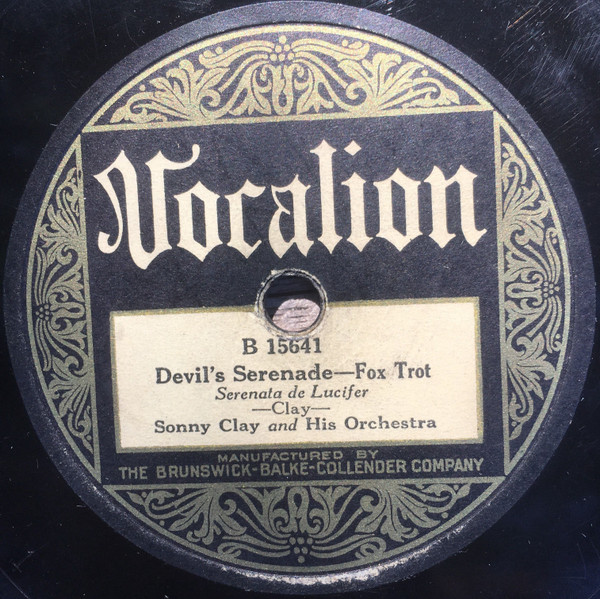 Vocalion
B 15641
Devil's Serenade—Fox Trot
Serenata de Lucifer
—Clay—
Sonny Clay and His Orchestra
MANUFACTURED BY
THE BRUNSWICK-BALKE-COLLENDER COMPANY